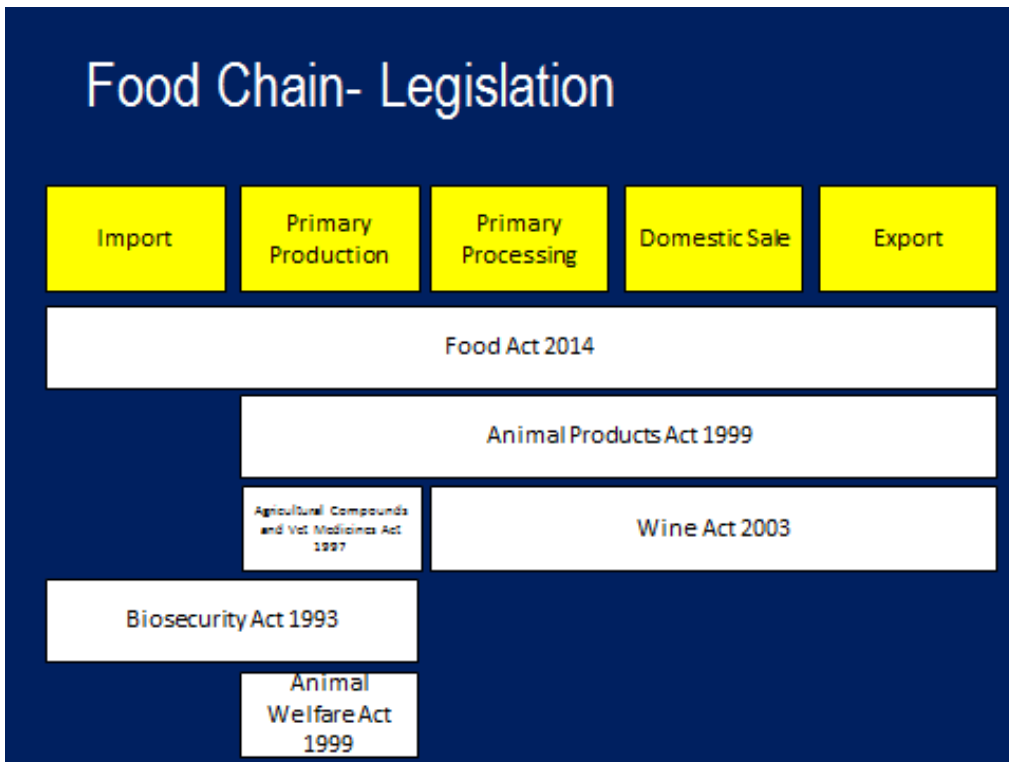 Food Chain- Legislation
Import
Primary
Production
Primary
Processing
Domestic Sale
Export
Food Act 2014
Animal Products Act 1999
Agricultural Compounds
and Vet Medicines Act
1997
Wine Act 2003
Biosecurity Act 1993
Animal
Welfare Act
1999